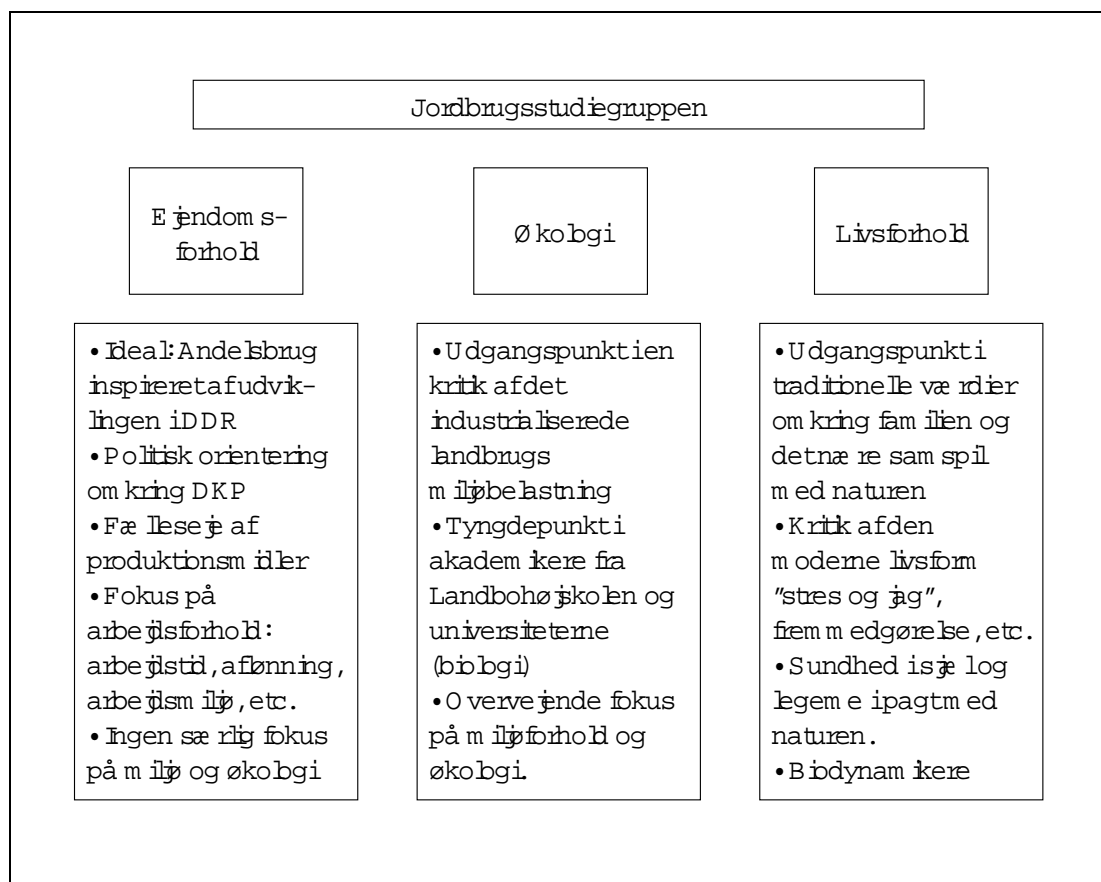 Jordbrugsstudiegruppen
Ejendoms-
forhold
Økologi
Livsforhold
•Ideal: Andelsbrug
inspireret af udvik-
lingen i DDR
•Politisk orientering
omkring DKP
•Fælleseje af
produktionsmidler
•Fokus på
arbejdsforhold:
arbejdstid, aflønning,
arbejdsmiljø, etc.
•Ingen særlig fokus
på miljø og økologi
•Udgangspunkt i en
kritik af det
industrialiserede
landbrugs
miljøbelastning
•Tyngdepunkt i
akademikere fra
Landbohøjskolen og
universiteterne
(biologi)
•Overvejende fokus
på miljøforhold og
økologi.
•Udgangspunkt i
traditionelle værdier
omkring familien og
det nære samspil
med naturen
•Kritik af den
moderne livsform
"stres og jag",
fremmedgørelse, etc.
•Sundhed i sjæl og
legeme i pagt med
naturen.
•Biodynamikere